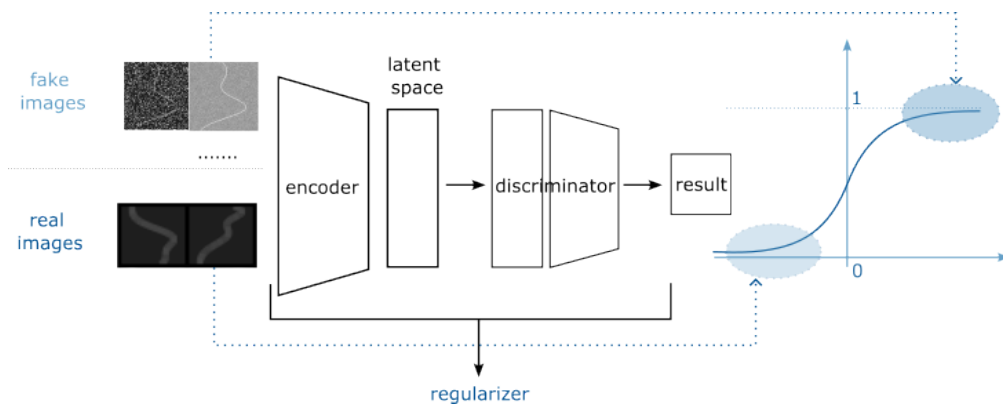 fake
images
.......
real
images
encoder
latent
space
discriminator
result
regularizer
1
0